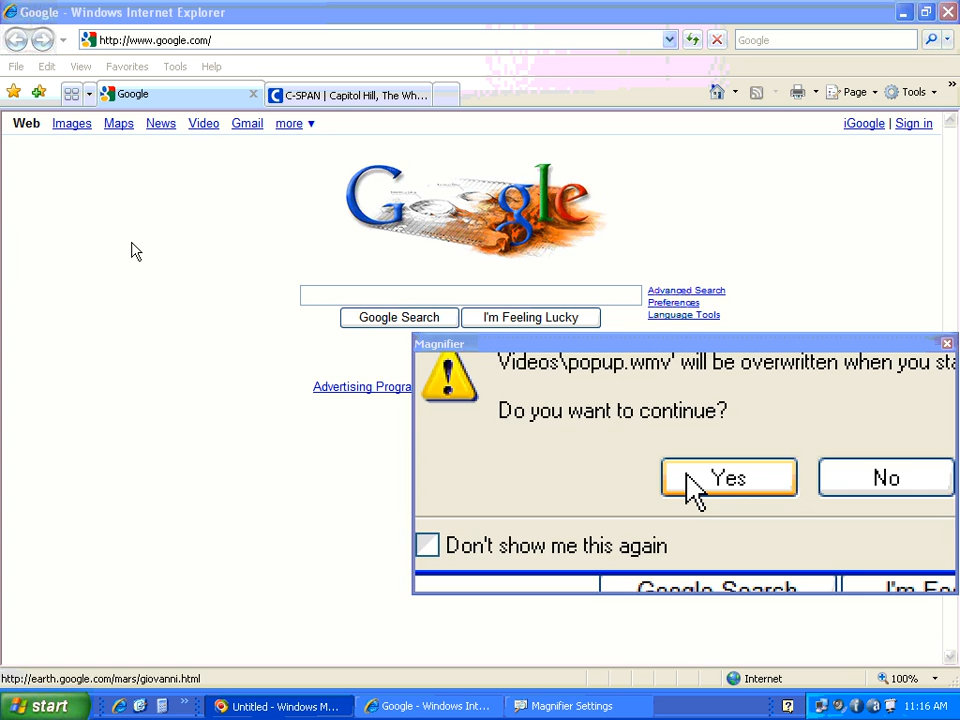 Google - Windows Internet Explorer
http://www.google.com/
Google
File Edit View Favorites Tools Help
Google
C-SPAN | Capitol Hill, The Wh...
Page Tools
Web Images Maps News Video Gmail more
iGoogle | Sign in
Google
Advanced Search
Preferences
Language Tools
Google Search I'm Feeling Lucky
Advertising Progra
Magnifier
Videos\popup.wmv' will be overwritten when you sta
Do you want to continue?
Yes No
Don't show me this again
Google Search I'm Fee
http://earth.google.com/mars/giovanni.html
Internet
100%
start
Untitled - Windows M...
Google - Windows Int...
Magnifier Settings
11:16 AM